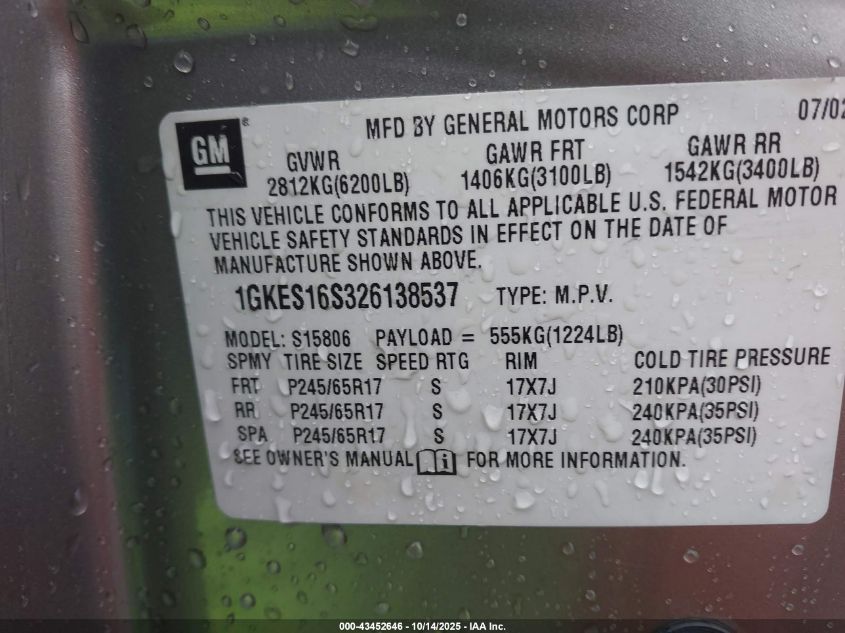 MFD BY GENERAL MOTORS CORP 07/02
GM ®
GVWR GAWR FRT GAWR RR
2812KG(6200LB) 1406KG(3100LB) 1542KG(3400LB)
THIS VEHICLE CONFORMS TO ALL APPLICABLE U.S. FEDERAL MOTOR
VEHICLE SAFETY STANDARDS IN EFFECT ON THE DATE OF
MANUFACTURE SHOWN ABOVE.
1GKES16S326138537 TYPE: M.P.V.
MODEL: S15806 PAYLOAD = 555KG(1224LB)
SPMY TIRE SIZE SPEED RTG RIM COLD TIRE PRESSURE
FRT P245/65R17 S 17X7J 210KPA(30PSI)
RR P245/65R17 S 17X7J 240KPA(35PSI)
SPA P245/65R17 S 17X7J 240KPA(35PSI)
SEE OWNER'S MANUAL i FOR MORE INFORMATION.
000-43452646 - 10/14/2025 - IAA Inc.